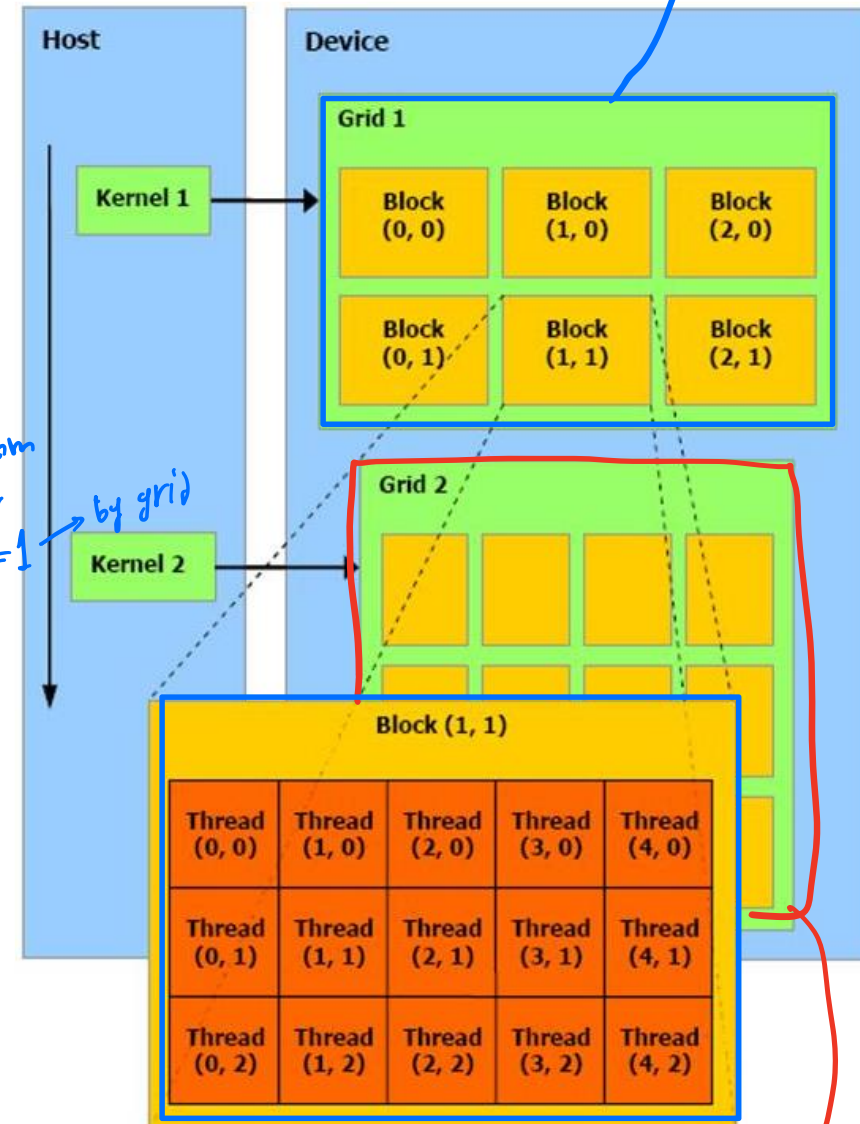 Host
Device
Grid 1
Kernel 1
Block
(0, 0)
Block
(1, 0)
Block
(2, 0)
Block
(0, 1)
Block
(1, 1)
Block
(2, 1)
by grid
=1
Grid 2
Kernel 2
Block (1, 1)
Thread
(0, 0)
Thread
(1, 0)
Thread
(2, 0)
Thread
(3, 0)
Thread
(4, 0)
Thread
(0, 1)
Thread
(1, 1)
Thread
(2, 1)
Thread
(3, 1)
Thread
(4, 1)
Thread
(0, 2)
Thread
(1, 2)
Thread
(2, 2)
Thread
(3, 2)
Thread
(4, 2)